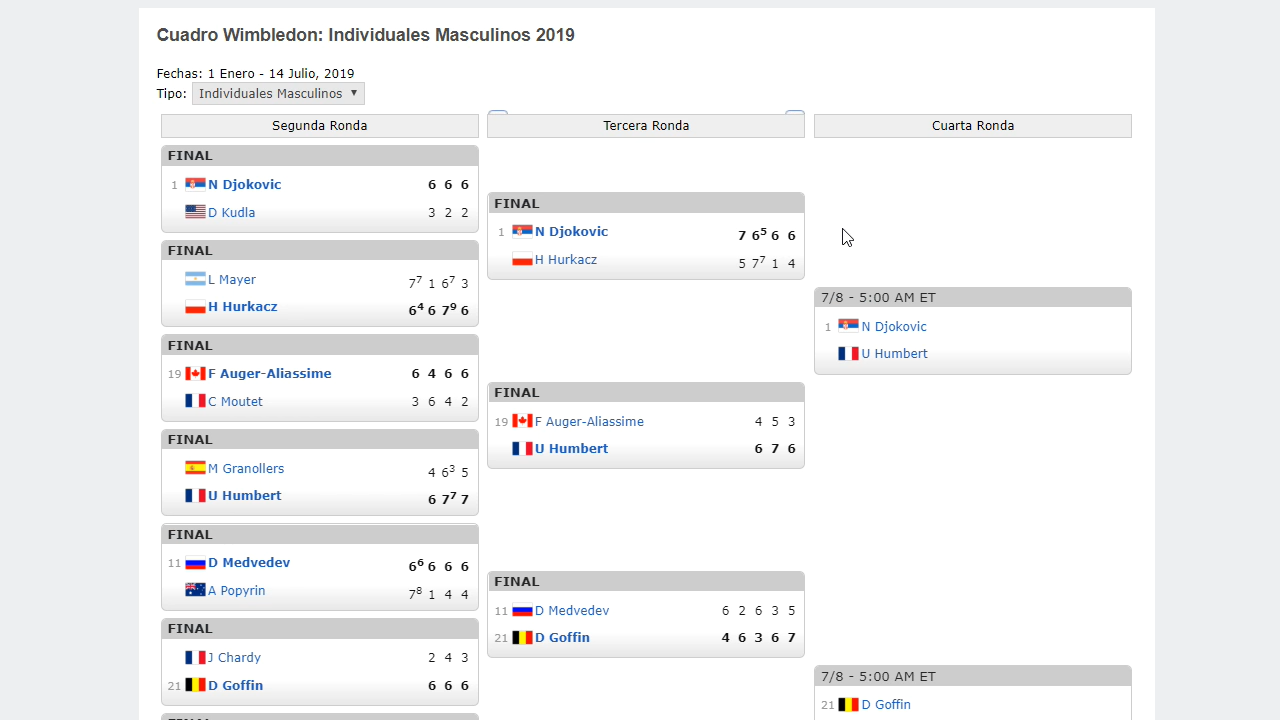 Cuadro Wimbledon: Individuales Masculinos 2019
Fechas: 1 Enero - 14 Julio, 2019
Tipo: Individuales Masculinos ▼
Segunda Ronda
FINAL
1 N Djokovic 6 6 6
D Kudla 3 2 2
FINAL
L Mayer 7⁷ 1 6⁷ 3
H Hurkacz 6⁴ 6 7⁹ 6
FINAL
19 F Auger-Aliassime 6 4 6 6
C Moutet 3 6 4 2
FINAL
M Granollers 4 6³ 5
U Humbert 6 7⁷ 7
FINAL
11 D Medvedev 6⁶ 6 6 6
A Popyrin 7⁸ 1 4 4
FINAL
J Chardy 2 4 3
21 D Goffin 6 6 6
FINAL
Tercera Ronda
FINAL
1 N Djokovic 7 6⁵ 6 6
H Hurkacz 5 7⁷ 1 4
FINAL
19 F Auger-Aliassime 4 5 3
U Humbert 6 7 6
FINAL
11 D Medvedev 6 2 6 3 5
21 D Goffin 4 6 3 6 7
Cuarta Ronda
7/8 - 5:00 AM ET
1 N Djokovic
U Humbert
7/8 - 5:00 AM ET
21 D Goffin